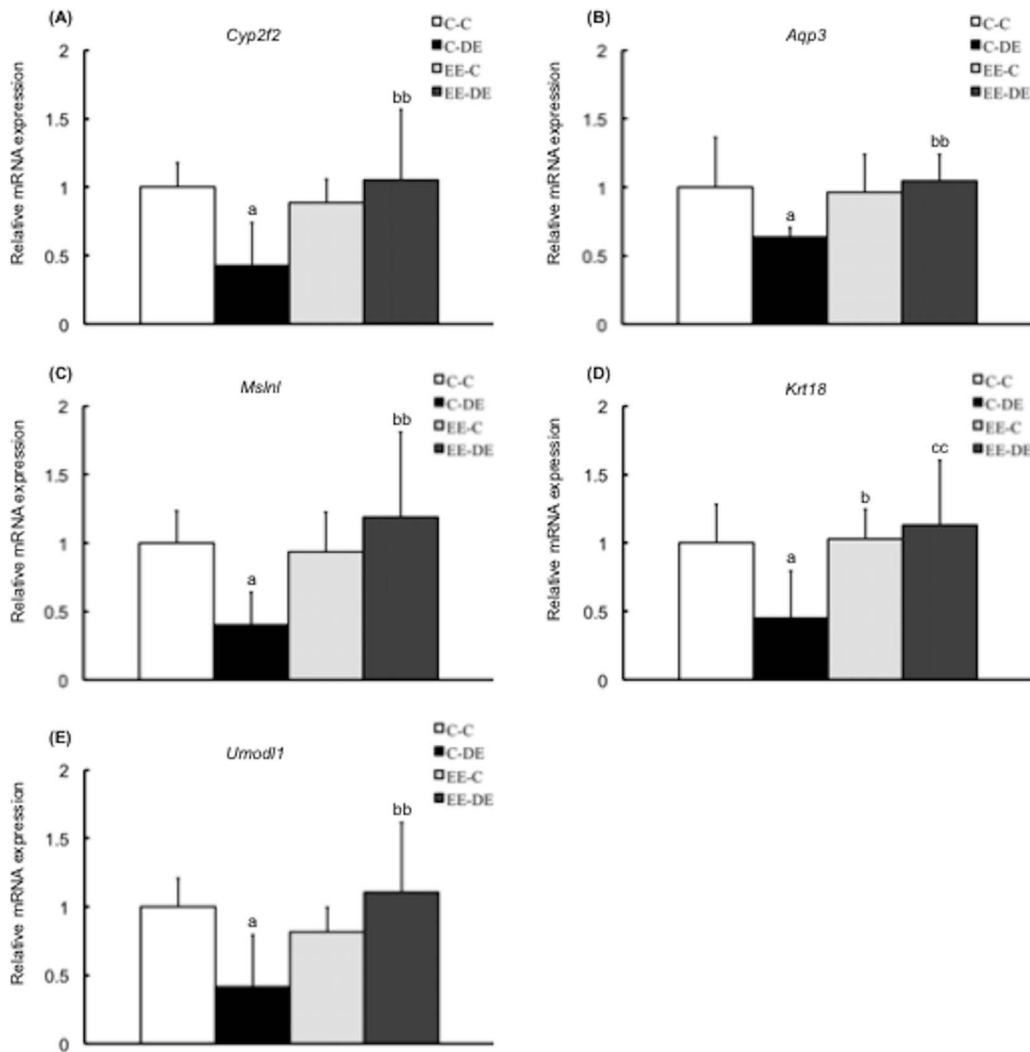 (A)
Cyp2f2
C-C
C-DE
EE-C
EE-DE
Relative mRNA expression
2
1.5
1
0.5
0
a
bb
(B)
Aqp3
C-C
C-DE
EE-C
EE-DE
Relative mRNA expression
2
1.5
1
0.5
0
a
bb
(C)
Mslnl
C-C
C-DE
EE-C
EE-DE
Relative mRNA expression
2
1.5
1
0.5
0
a
bb
(D)
Krt18
C-C
C-DE
EE-C
EE-DE
Relative mRNA expression
2
1.5
1
0.5
0
a
b
cc
(E)
Umodl1
C-C
C-DE
EE-C
EE-DE
Relative mRNA expression
2
1.5
1
0.5
0
a
bb